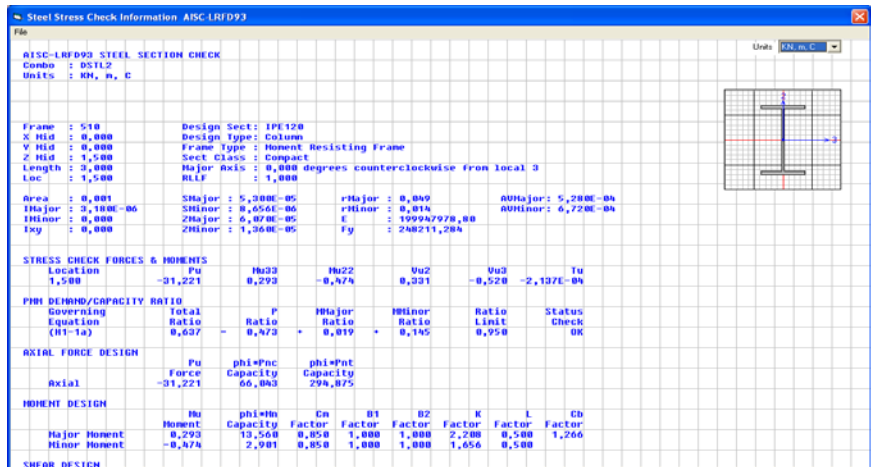 Steel Stress Check Information AISC-LRFD93
File
Units KN, m, C
AISC-LRFD93 STEEL SECTION CHECK
Combo : DSTL2
Units : KN, m, C
2
3
Frame : 510 Design Sect: IPE120
X Mid : 0,000 Design Type: Column
Y Mid : 0,000 Frame Type : Moment Resisting Frame
Z Mid : 1,500 Sect Class : Compact
Length : 3,000 Major Axis : 0,000 degrees counterclockwise from local 3
Loc : 1,500 RLLF : 1,000
Area : 0,001 SMajor : 5,300E-05 rMajor : 0,049 AVMajor: 5,280E-04
IMajor : 3,180E-06 SMinor : 8,656E-06 rMinor : 0,014 AVMinor: 6,720E-04
IMinor : 0,000 ZMajor : 6,070E-05 E : 199947978,80
Ixy : 0,000 ZMinor : 1,360E-05 Fy : 248211,284
STRESS CHECK FORCES & MOMENTS
Location Pu Mu33 Mu22 Vu2 Vu3 Tu
1,500 -31,221 0,293 -0,474 0,331 -0,520 -2,137E-04
PMM DEMAND/CAPACITY RATIO
Governing Total P MMajor MMinor Ratio Status
Equation Ratio Ratio Ratio Ratio Limit Check
(H1-1a) 0,637 = 0,473 + 0,019 + 0,145 0,950 OK
AXIAL FORCE DESIGN
Pu phi*Pnc phi*Pnt
Force Capacity Capacity
Axial -31,221 66,043 294,875
MOMENT DESIGN
Mu phi*Mn Cm B1 B2 K L Cb
Moment Capacity Factor Factor Factor Factor Factor Factor
Major Moment 0,293 13,560 0,850 1,000 1,000 2,208 0,500 1,266
Minor Moment -0,474 2,901 0,850 1,000 1,000 1,656 0,500
SHEAR DESIGN